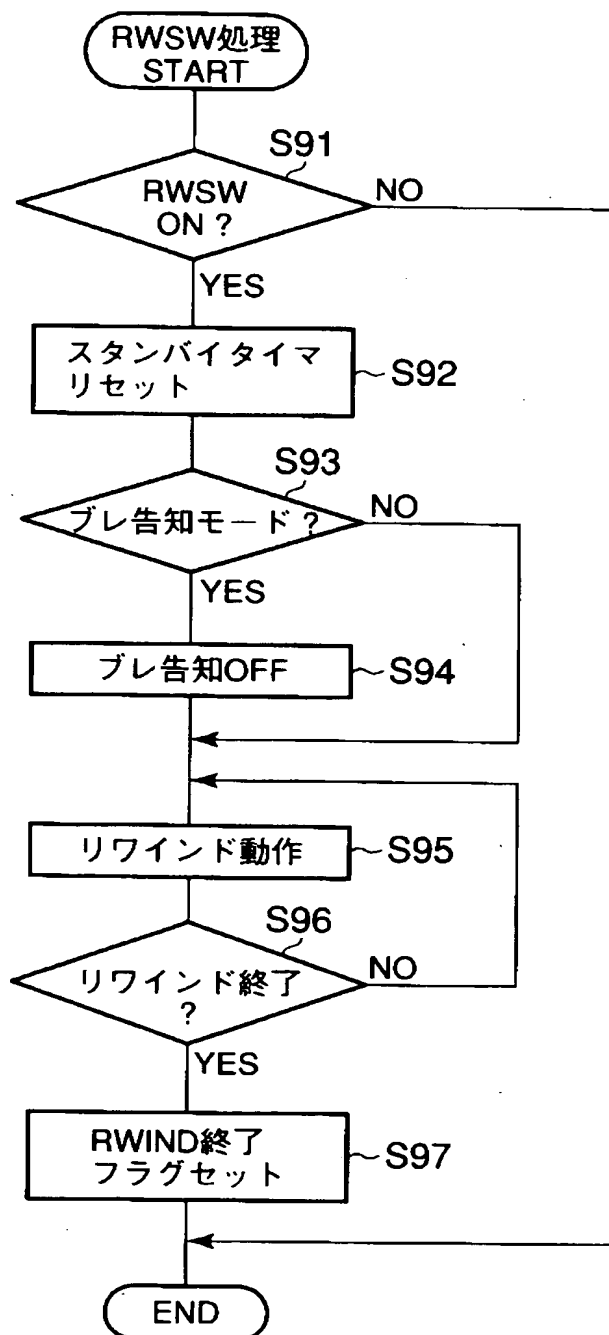 RWSW処理
START
S91
RWSW
ON ?
NO
YES
スタンバイタイマ
リセット
S92
S93
ブレ告知モード ?
NO
YES
ブレ告知OFF
S94
リワインド動作
S95
S96
リワインド終了
?
NO
YES
RWIND終了
フラグセット
S97
END